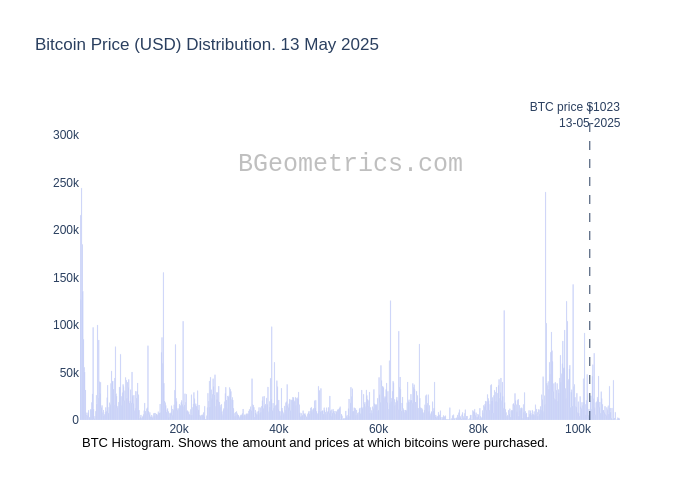 Bitcoin Price (USD) Distribution. 13 May 2025
BTC price $1023
13-05-2025
300k
BGeometrics.com
250k
200k
150k
100k
50k
0
20k 40k 60k 80k 100k
BTC Histogram. Shows the amount and prices at which bitcoins were purchased.